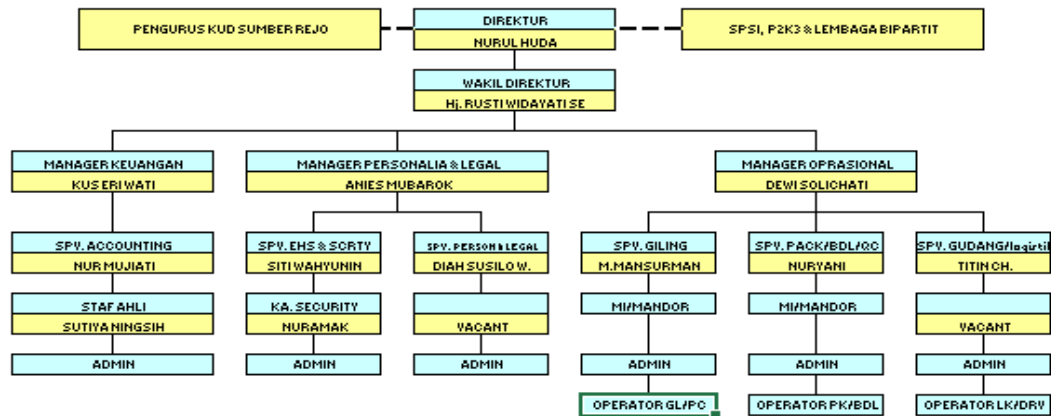 DIREKTUR
PENGURUS KUD SUMBER REJO
SPSI, P2K3 & LEMBAGA BIPARTIT
NURUL HUDA
WAKIL DIREKTUR
Hj. RUSTI WIDAYATI SE
MANAGER KEUANGAN
MANAGER PERSONALIA & LEGAL
MANAGER OPRASIONAL
KUS ERI WATI
ANIES MUBAROK
DEWI SOLICHATI
SPV. ACCOUNTING
SPV. EHS & SCRTY
SPV. PERSON & LEGAL
SPV. GILING
SPV. PACK/BDL/QC
SPV. GUDANG/logistik
NUR MUJIATI
SITI WAHYUNIN
DIAH SUSILO W.
M.MANSURMAN
NURYANI
TITIN CH.
STAF AHLI
KA. SECURITY
MI/MANDOR
MI/MANDOR
SUTIYA NINGSIH
NURAMAK
VACANT
VACANT
ADMIN
ADMIN
ADMIN
ADMIN
ADMIN
ADMIN
OPERATOR GL/PC
OPERATOR PK/BDL
OPERATOR LK/DRV